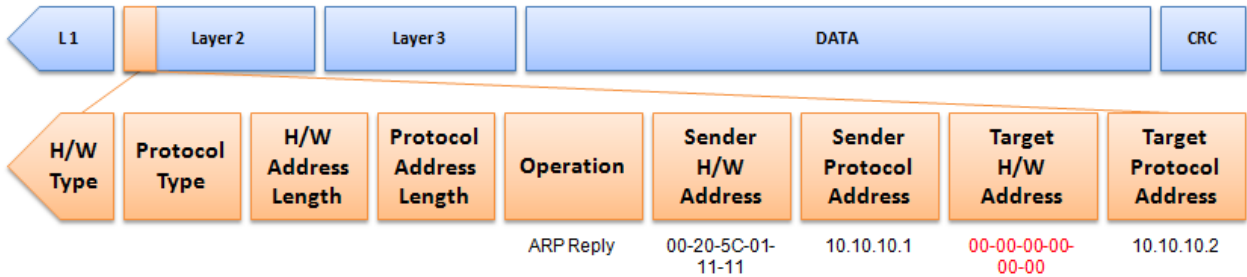 L 1
Layer 2
Layer 3
DATA
CRC
H/W
Type
Protocol
Type
H/W
Address
Length
Protocol
Address
Length
Operation
Sender
H/W
Address
Sender
Protocol
Address
Target
H/W
Address
Target
Protocol
Address
ARP Reply
00-20-5C-01-
11-11
10.10.10.1
00-00-00-00-
00-00
10.10.10.2